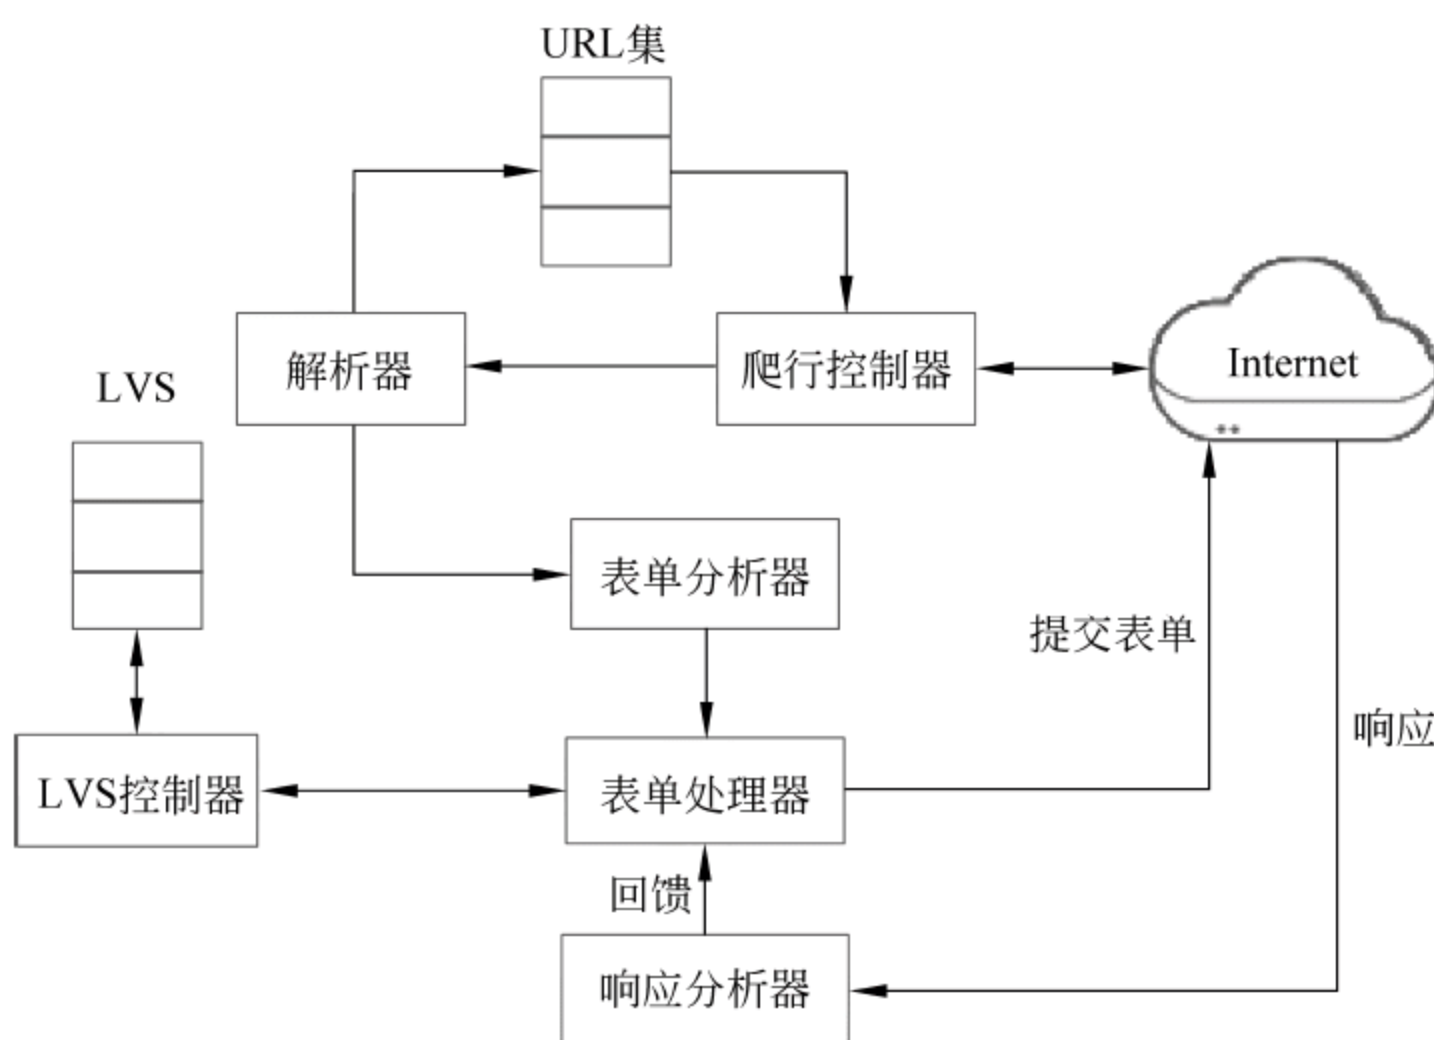 URL集
解析器
爬行控制器
Internet
LVS
表单分析器
提交表单
响应
LVS控制器
表单处理器
回馈
响应分析器